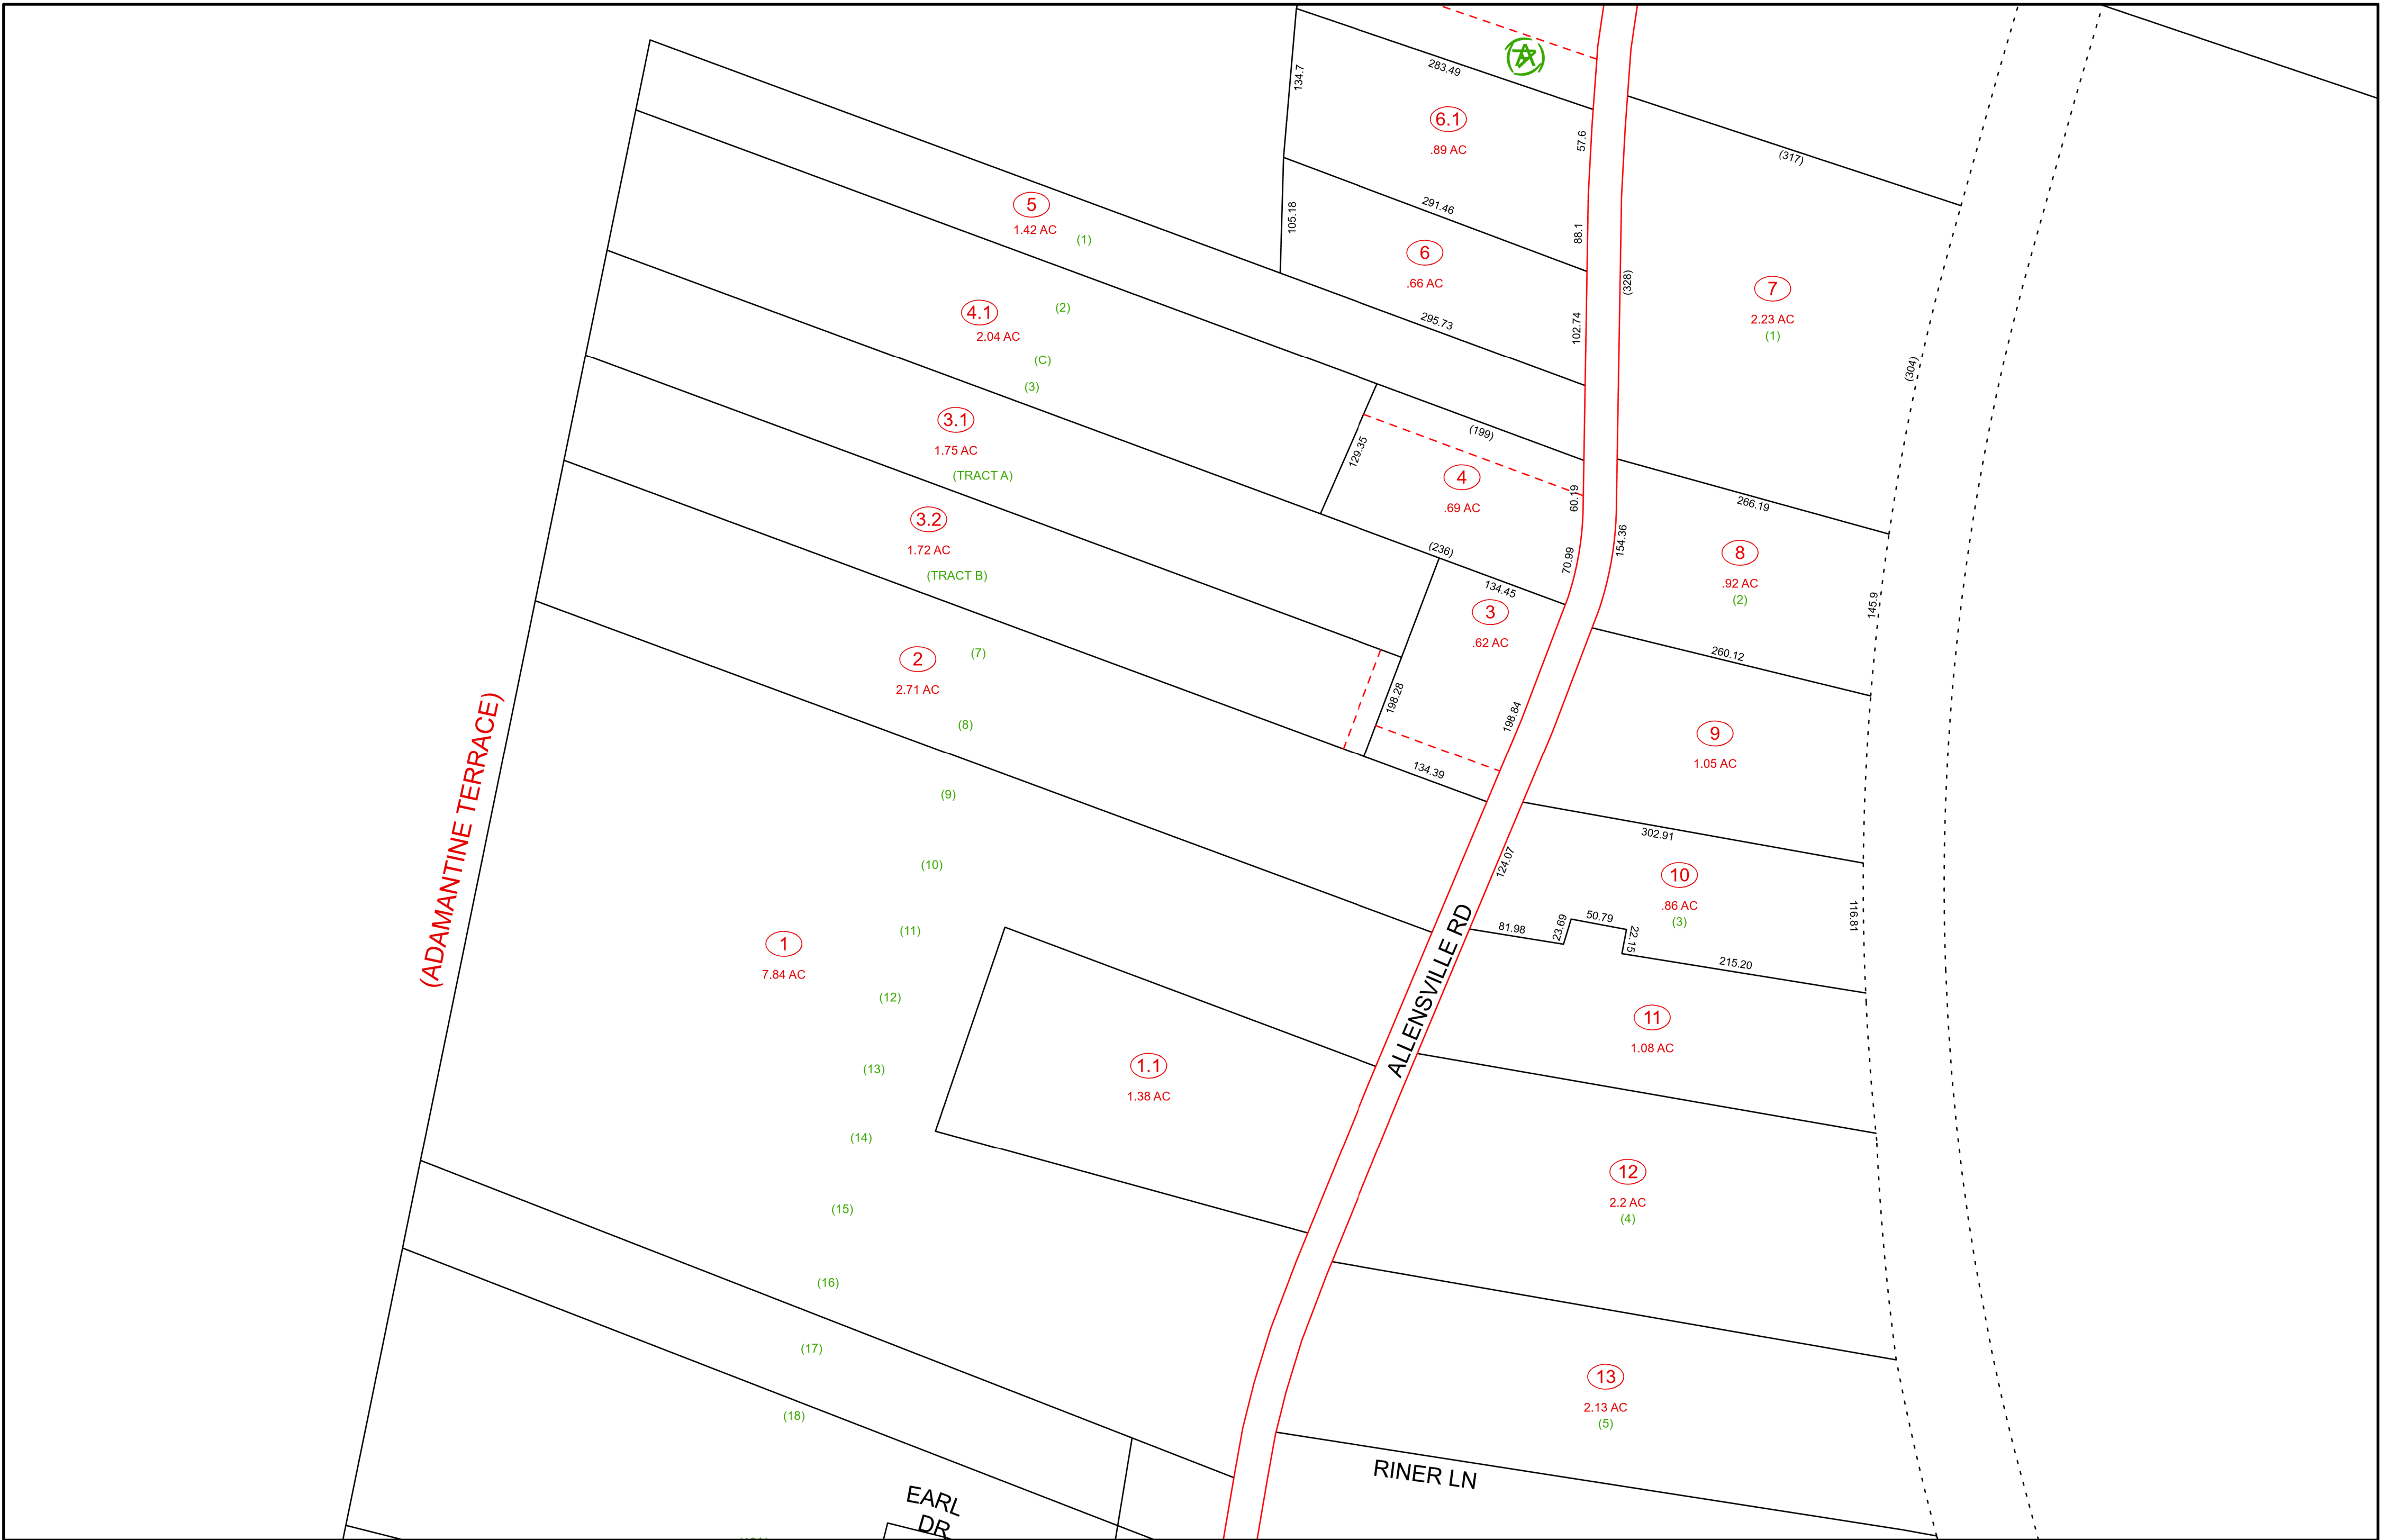 134.7
283.49
6.1
.89 AC
57.6
(317)
105.18
291.46
88.1
6
.66 AC
(328)
102.74
295.73
7
2.23 AC
(1)
(304)
5
1.42 AC
(1)
(2)
4.1
2.04 AC
(C)
(3)
3.1
1.75 AC
(TRACT A)
129.35
(199)
4
.69 AC
60.19
70.99
154.36
266.19
8
.92 AC
(2)
145.9
3.2
1.72 AC
(TRACT B)
(236)
134.45
3
.62 AC
198.28
198.84
134.39
260.12
9
1.05 AC
2
2.71 AC
(7)
(8)
(ADAMANTINE TERRACE)
(9)
(10)
(11)
(12)
(13)
(14)
(15)
(16)
(17)
(18)
1
7.84 AC
1.1
1.38 AC
ALLENSVILLE RD
124.07
302.91
10
.86 AC
(3)
116.81
81.98
23.69
50.79
22.15
215.20
11
1.08 AC
12
2.2 AC
(4)
13
2.13 AC
(5)
RINER LN
EARL
DR